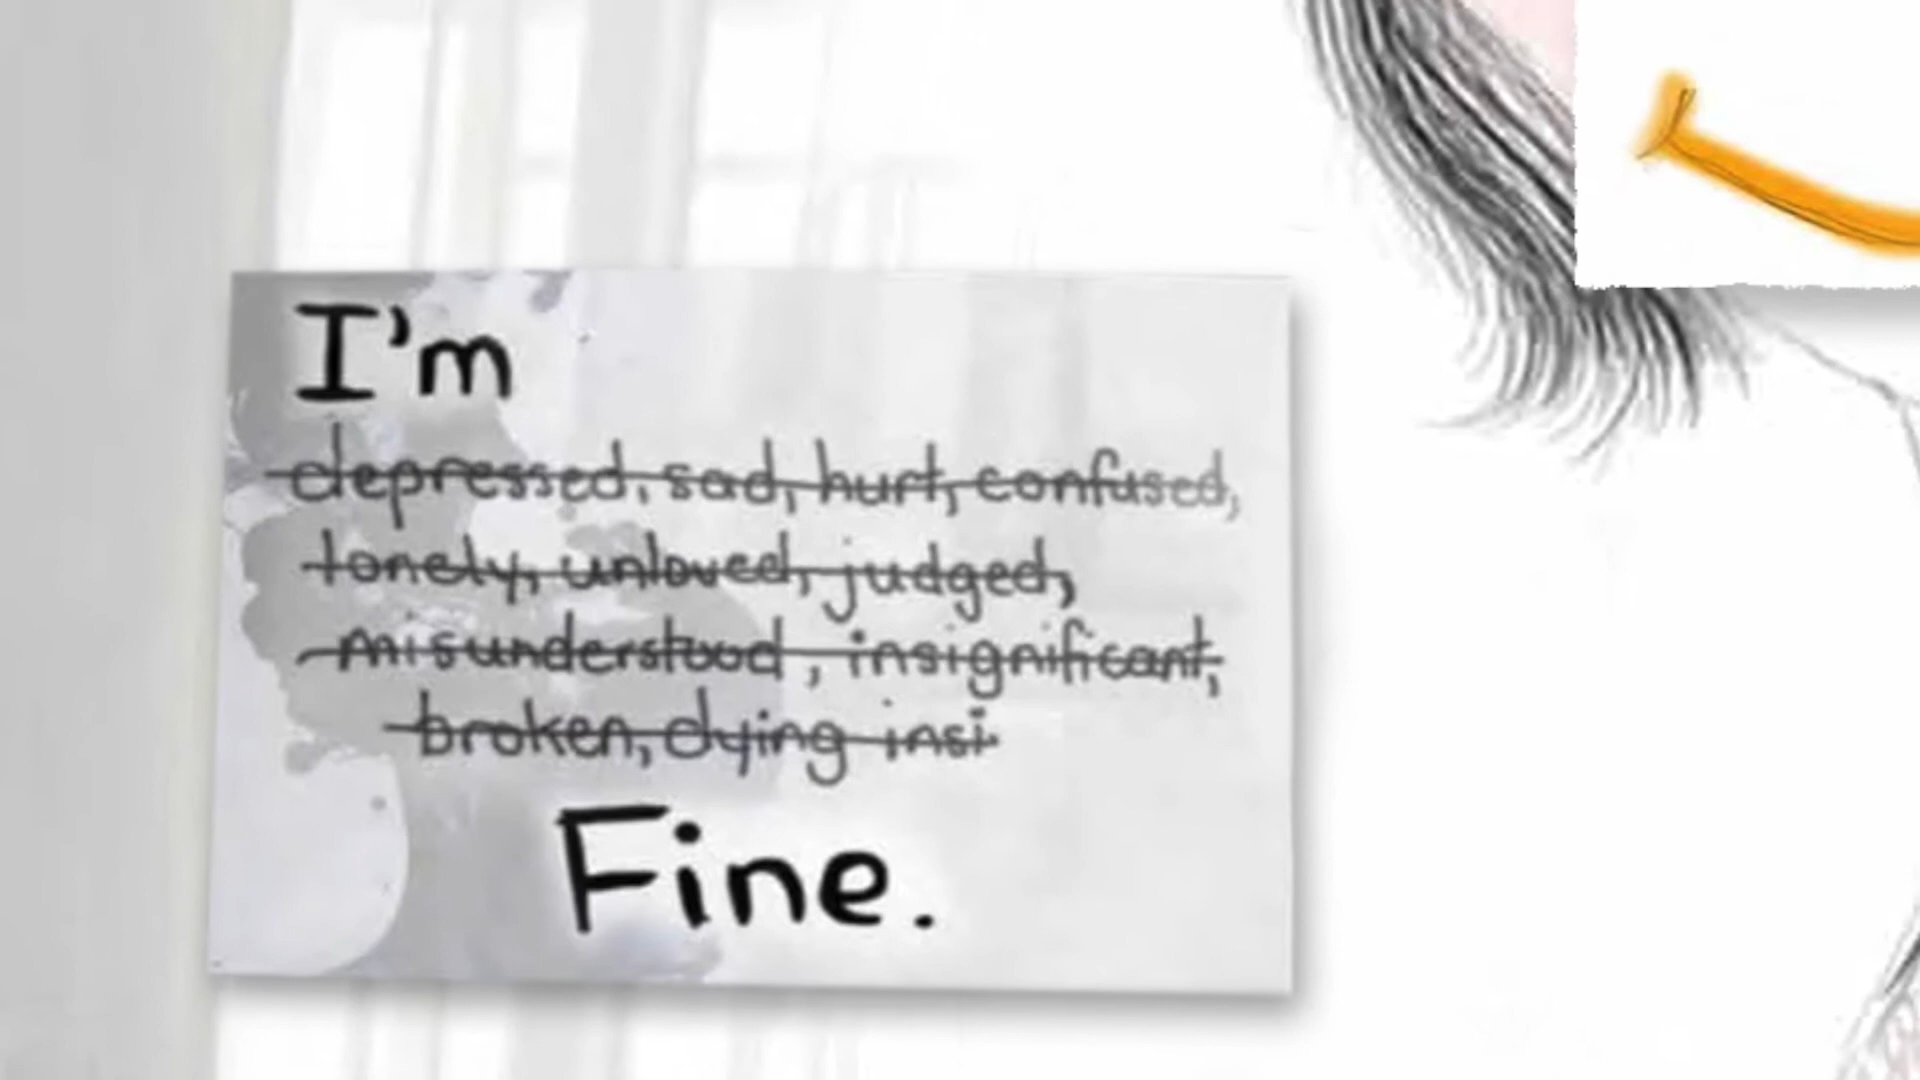 I'm
depressed, sad, hurt, confused,
lonely, unloved, judged,
misunderstood, insignificant,
broken, dying insi
Fine.